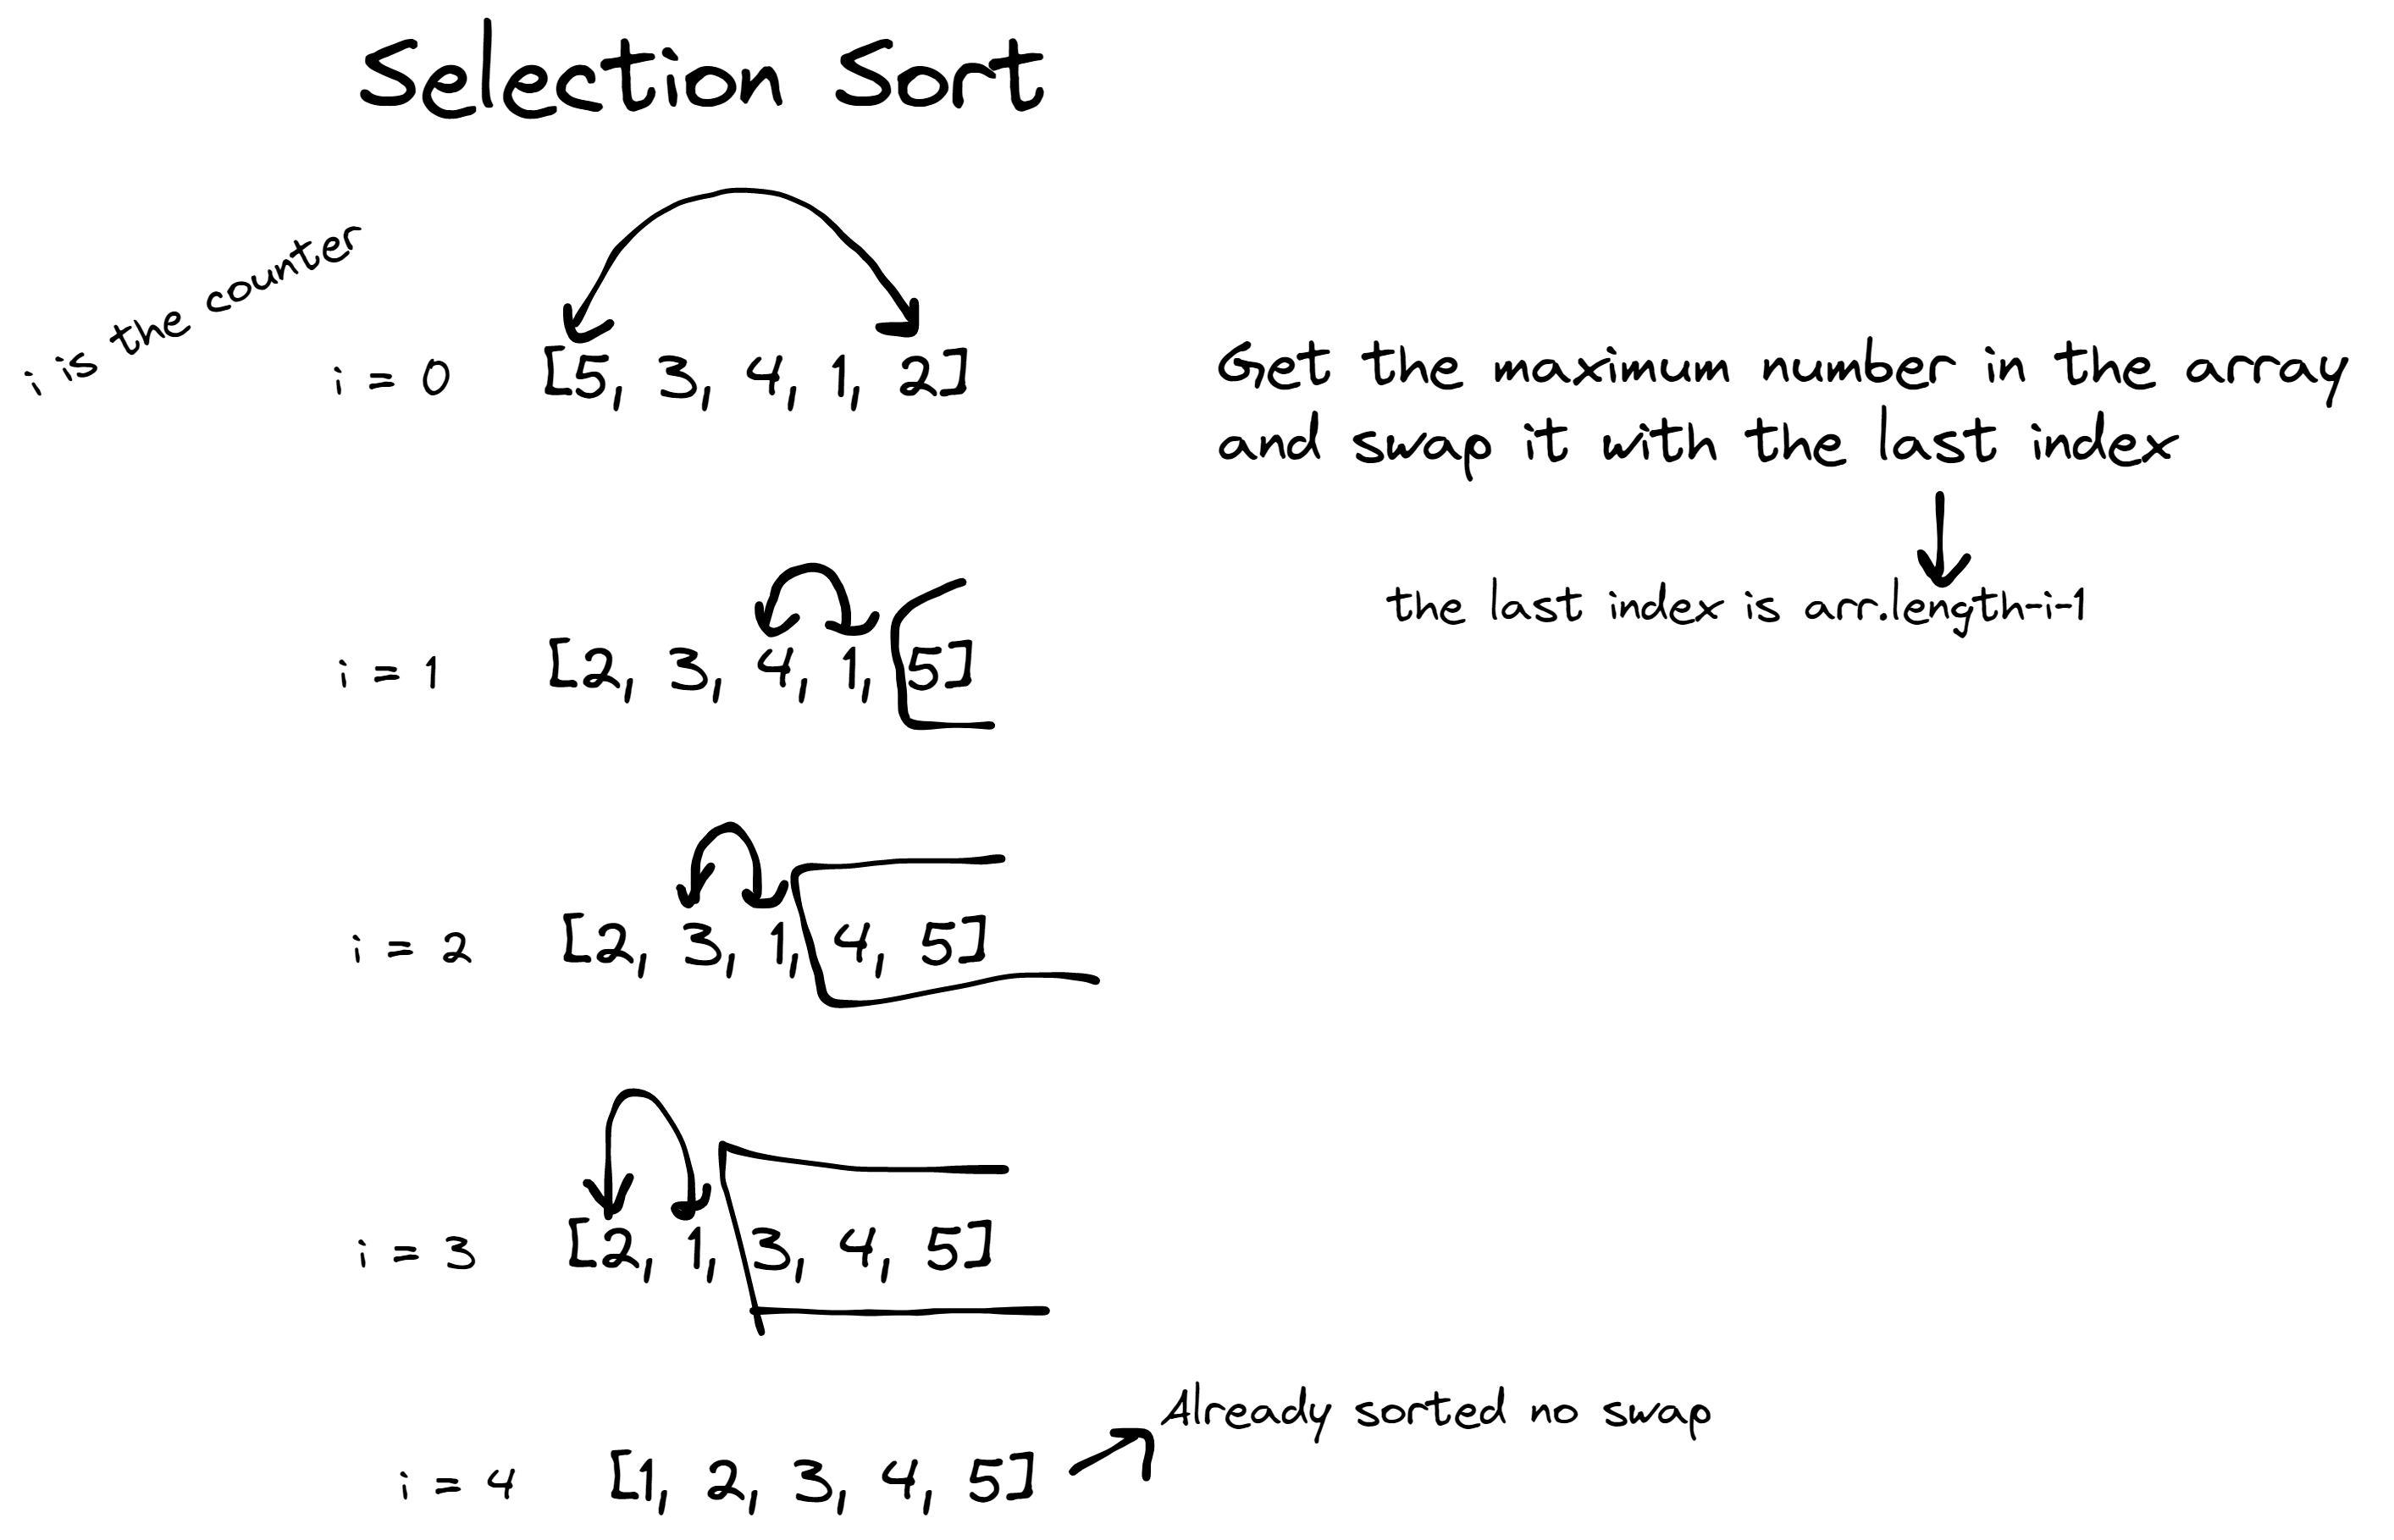 Selection Sort
i is the counter
i = 0 [5, 3, 4, 1, 2]
Get the maximum number in the array
and swap it with the last index
the last index is arr.length-i-1
i = 1 [2, 3, 4, 1, 5]
i = 2 [2, 3, 1, 4, 5]
i = 3 [2, 1, 3, 4, 5]
Already sorted no swap
i = 4 [1, 2, 3, 4, 5]